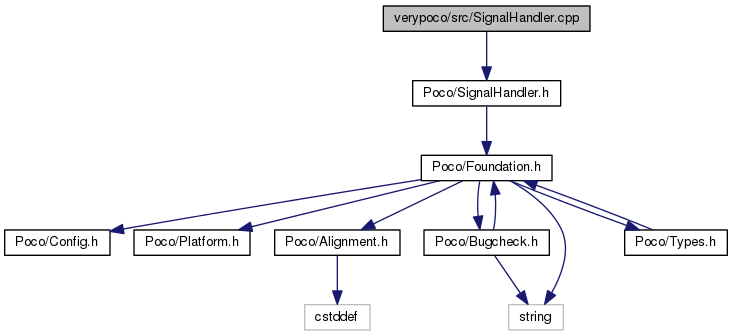 verypoco/src/SignalHandler.cpp
Poco/SignalHandler.h
Poco/Foundation.h
Poco/Config.h
Poco/Platform.h
Poco/Alignment.h
Poco/Bugcheck.h
Poco/Types.h
cstddef
string